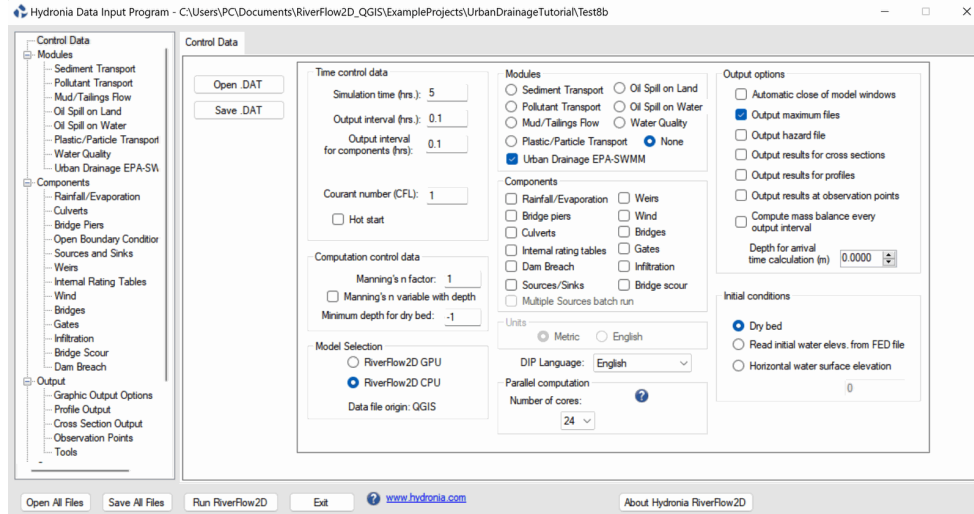 Hydronia Data Input Program - C:\Users\PC\Documents\RiverFlow2D_QGIS\ExampleProjects\UrbanDrainageTutorial\Test8b
Control Data
Modules
Sediment Transport
Pollutant Transport
Mud/Tailings Flow
Oil Spill on Land
Oil Spill on Water
Plastic/Particle Transport
Water Quality
Urban Drainage EPA-SW
Components
Rainfall/Evaporation
Culverts
Bridge Piers
Open Boundary Condition
Sources and Sinks
Weirs
Internal Rating Tables
Wind
Bridges
Gates
Infiltration
Bridge Scour
Dam Breach
Output
Graphic Output Options
Profile Output
Cross Section Output
Observation Points
Tools
Control Data
Open .DAT
Save .DAT
Time control data
Simulation time (hrs.): 5
Output interval (hrs.): 0.1
Output interval
for components (hrs): 0.1
Courant number (CFL): 1
Hot start
Computation control data
Manning's n factor: 1
Manning's n variable with depth
Minimum depth for dry bed: -1
Model Selection
RiverFlow2D GPU
RiverFlow2D CPU
Data file origin: QGIS
Modules
Sediment Transport Oil Spill on Land
Pollutant Transport Oil Spill on Water
Mud/Tailings Flow Water Quality
Plastic/Particle Transport None
Urban Drainage EPA-SWMM
Components
Rainfall/Evaporation Weirs
Bridge piers Wind
Culverts Bridges
Internal rating tables Gates
Dam Breach Infiltration
Sources/Sinks Bridge scour
Multiple Sources batch run
Units
Metric English
DIP Language: English
Parallel computation
Number of cores: ?
24
Output options
Automatic close of model windows
Output maximum files
Output hazard file
Output results for cross sections
Output results for profiles
Output results at observation points
Compute mass balance every
output interval
Depth for arrival
time calculation (m) 0.0000
Initial conditions
Dry bed
Read initial water elevs. from FED file
Horizontal water surface elevation
0
Open All Files Save All Files Run RiverFlow2D Exit ? www.hydronia.com About Hydronia RiverFlow2D